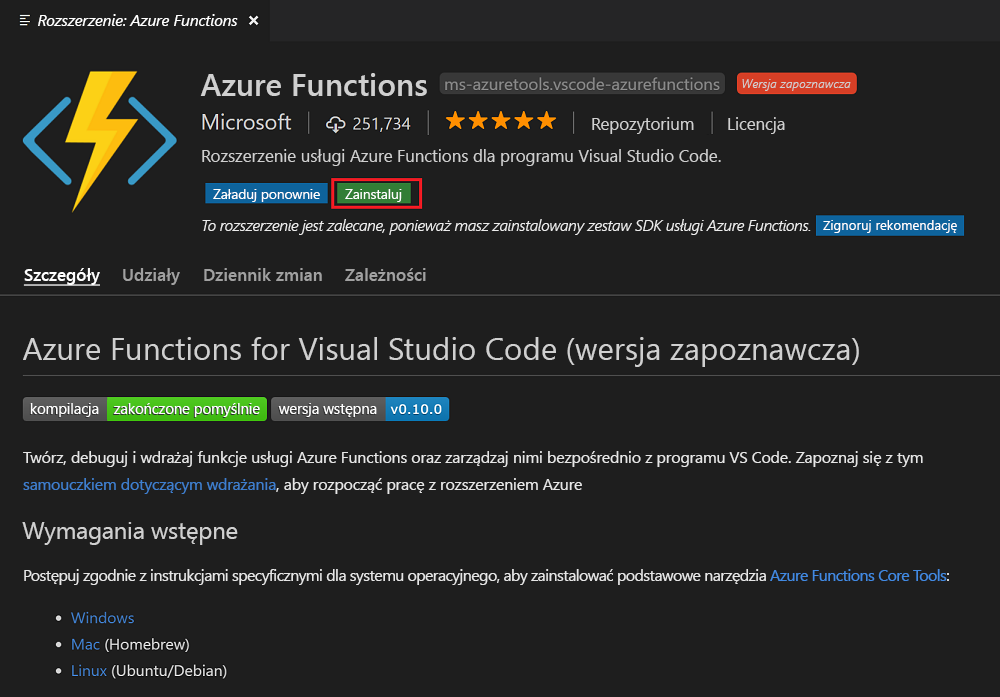 Rozszerzenie: Azure Functions
Azure Functions ms-azuretools.vscode-azurefunctions Wersja zapoznawcza
Microsoft 251,734 Repozytorium Licencja
Rozszerzenie usługi Azure Functions dla programu Visual Studio Code.
Załaduj ponownie Zainstaluj
To rozszerzenie jest zalecane, ponieważ masz zainstalowany zestaw SDK usługi Azure Functions. Zignoruj rekomendację
Szczegóły Udziały Dziennik zmian Zależności
Azure Functions for Visual Studio Code (wersja zapoznawcza)
kompilacja zakończone pomyślnie wersja wstępna v0.10.0
Twórz, debuguj i wdrażaj funkcje usługi Azure Functions oraz zarządzaj nimi bezpośrednio z programu VS Code. Zapoznaj się z tym
samouczkiem dotyczącym wdrażania, aby rozpocząć pracę z rozszerzeniem Azure
Wymagania wstępne
Postępuj zgodnie z instrukcjami specyficznymi dla systemu operacyjnego, aby zainstalować podstawowe narzędzia Azure Functions Core Tools:
• Windows
• Mac (Homebrew)
• Linux (Ubuntu/Debian)